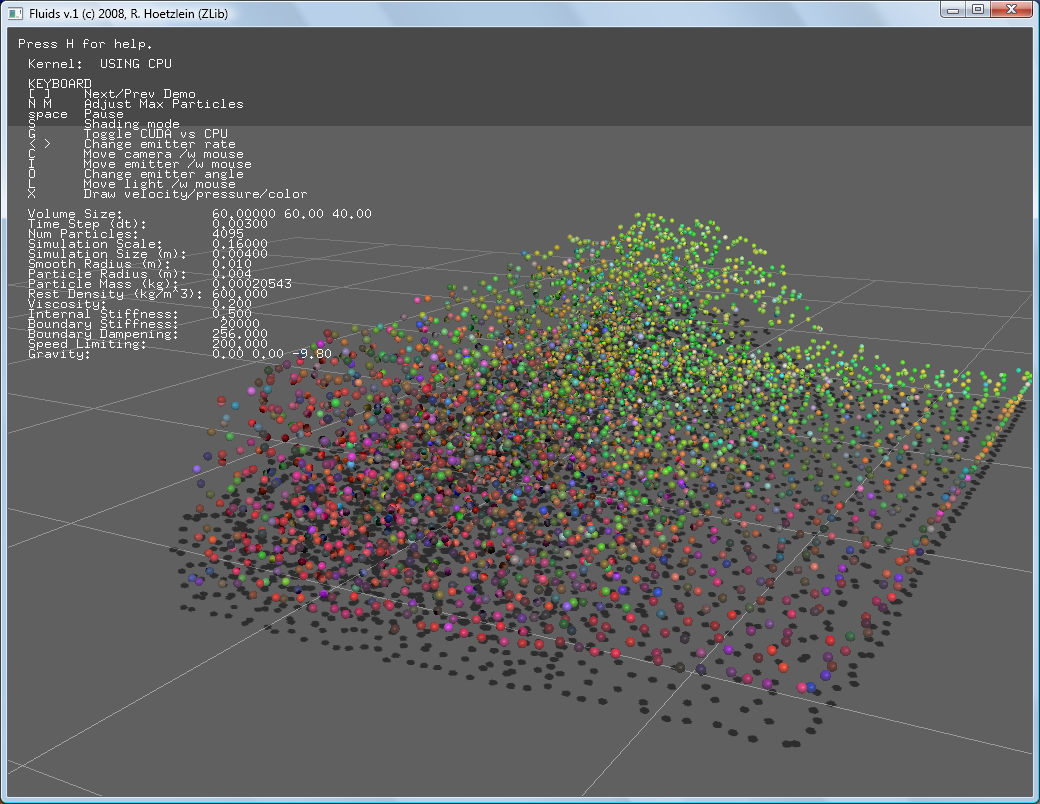 Fluids v.1 (c) 2008, R. Hoetzlein (ZLib)
Press H for help.
Kernel: USING CPU
KEYBOARD
[ ] Next/Prev Demo
N M Adjust Max Particles
space Pause
S Shading mode
G Toggle CUDA vs CPU
< > Change emitter rate
C Move camera /w mouse
I Move emitter /w mouse
O Change emitter angle
L Move light /w mouse
X Draw velocity/pressure/color
Volume Size: 60.00000 60.00 40.00
Time Step (dt): 0.00300
Num Particles: 4095
Simulation Scale: 0.16000
Simulation Size (m): 0.00400
Smooth Radius (m): 0.010
Particle Radius (m): 0.004
Particle Mass (kg): 0.00020543
Rest Density (kg/m^3): 600.000
Viscosity: 0.200
Internal Stiffness: 0.500
Boundary Stiffness: 20000
Boundary Dampening: 256.000
Speed Limiting: 200.000
Gravity: 0.00 0.00 -9.80